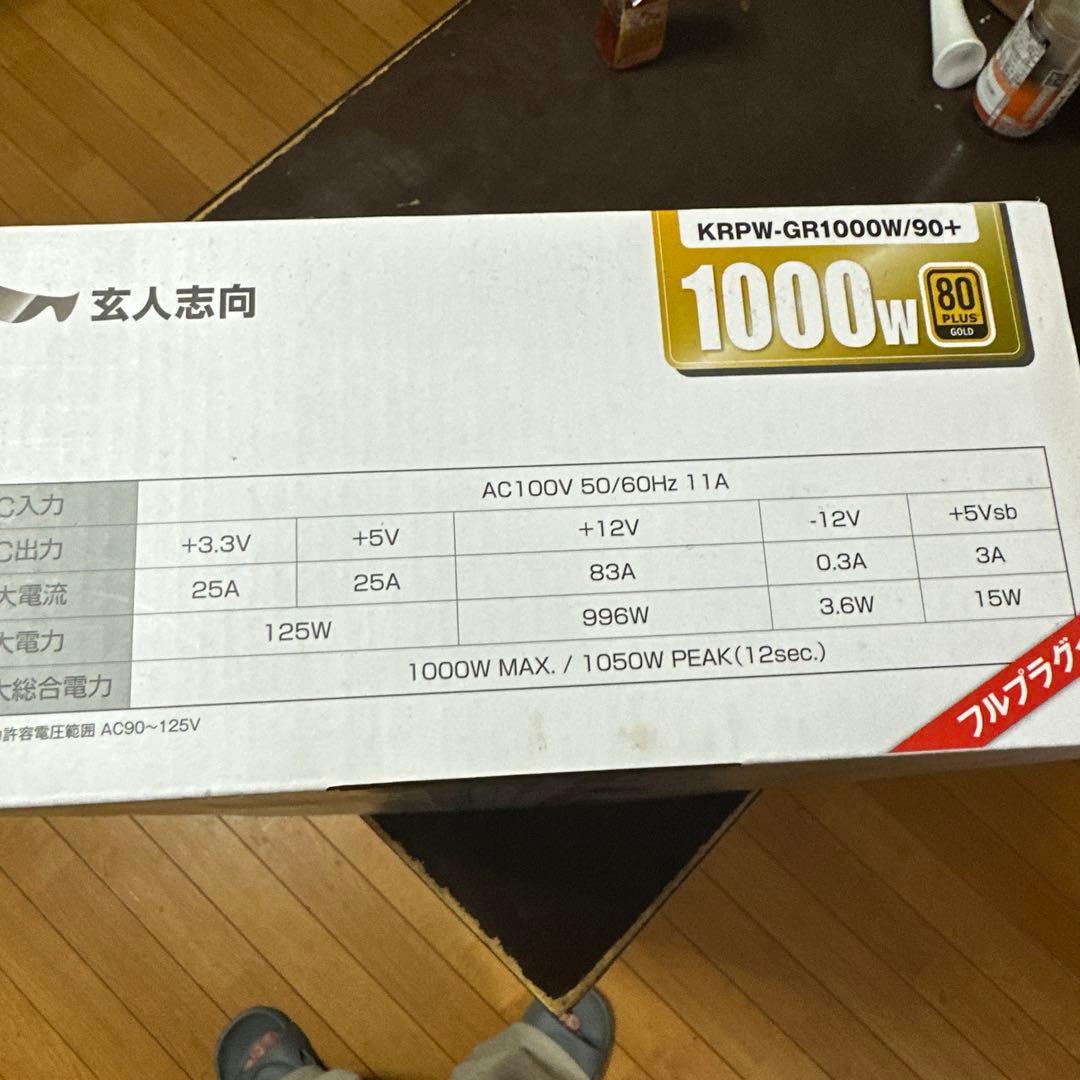 KRPW-GR1000W/90+
玄人志向
1000W
80
PLUS
GOLD
C入力 AC100V 50/60Hz 11A
C出力 +3.3V +5V +12V -12V +5Vsb
大電流 25A 25A 83A 0.3A 3A
大電力 125W 996W 3.6W 15W
大総合電力 1000W MAX. / 1050W PEAK(12sec.)
許容電圧範囲 AC90~125V
フルプラグ